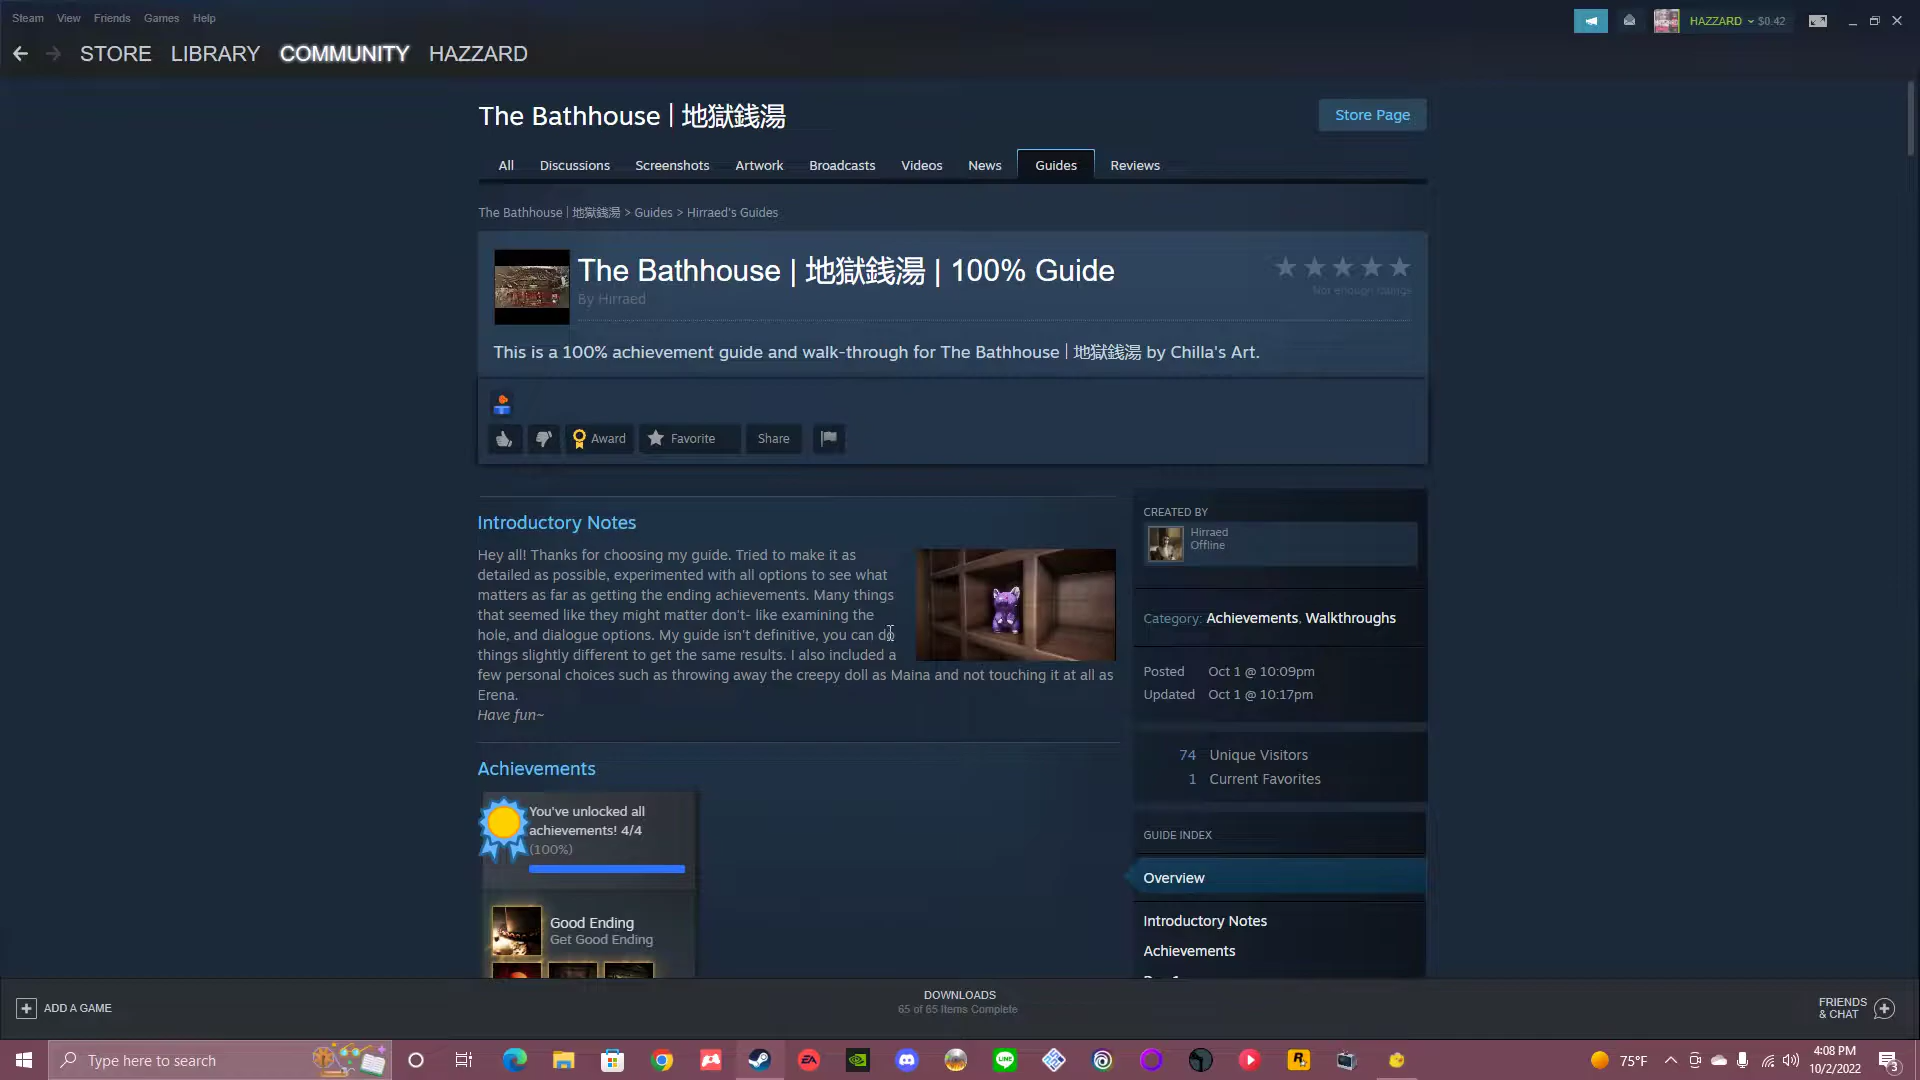 Steam View Friends Games Help
HAZZARD $0.42
STORE LIBRARY COMMUNITY HAZZARD
The Bathhouse | 地獄銭湯
Store Page
All Discussions Screenshots Artwork Broadcasts Videos News Guides Reviews
The Bathhouse | 地獄銭湯 > Guides > Hirraed's Guides
The Bathhouse | 地獄銭湯 | 100% Guide
By Hirraed
Not enough ratings
This is a 100% achievement guide and walk-through for The Bathhouse | 地獄銭湯 by Chilla's Art.
Award Favorite Share
Introductory Notes
Hey all! Thanks for choosing my guide. Tried to make it as
detailed as possible, experimented with all options to see what
matters as far as getting the ending achievements. Many things
that seemed like they might matter don't- like examining the
hole, and dialogue options. My guide isn't definitive, you can do
things slightly different to get the same results. I also included a
few personal choices such as throwing away the creepy doll as Maina and not touching it at all as
Erena.
Have fun~
Achievements
You've unlocked all
achievements! 4/4
(100%)
Good Ending
Get Good Ending
CREATED BY
Hirraed
Offline
Category: Achievements, Walkthroughs
Posted Oct 1 @ 10:09pm
Updated Oct 1 @ 10:17pm
74 Unique Visitors
1 Current Favorites
GUIDE INDEX
Overview
Introductory Notes
Achievements
ADD A GAME
DOWNLOADS
65 of 65 Items Complete
FRIENDS
& CHAT
Type here to search
EA
LINE
R
75°F
4:08 PM
10/2/2022
3